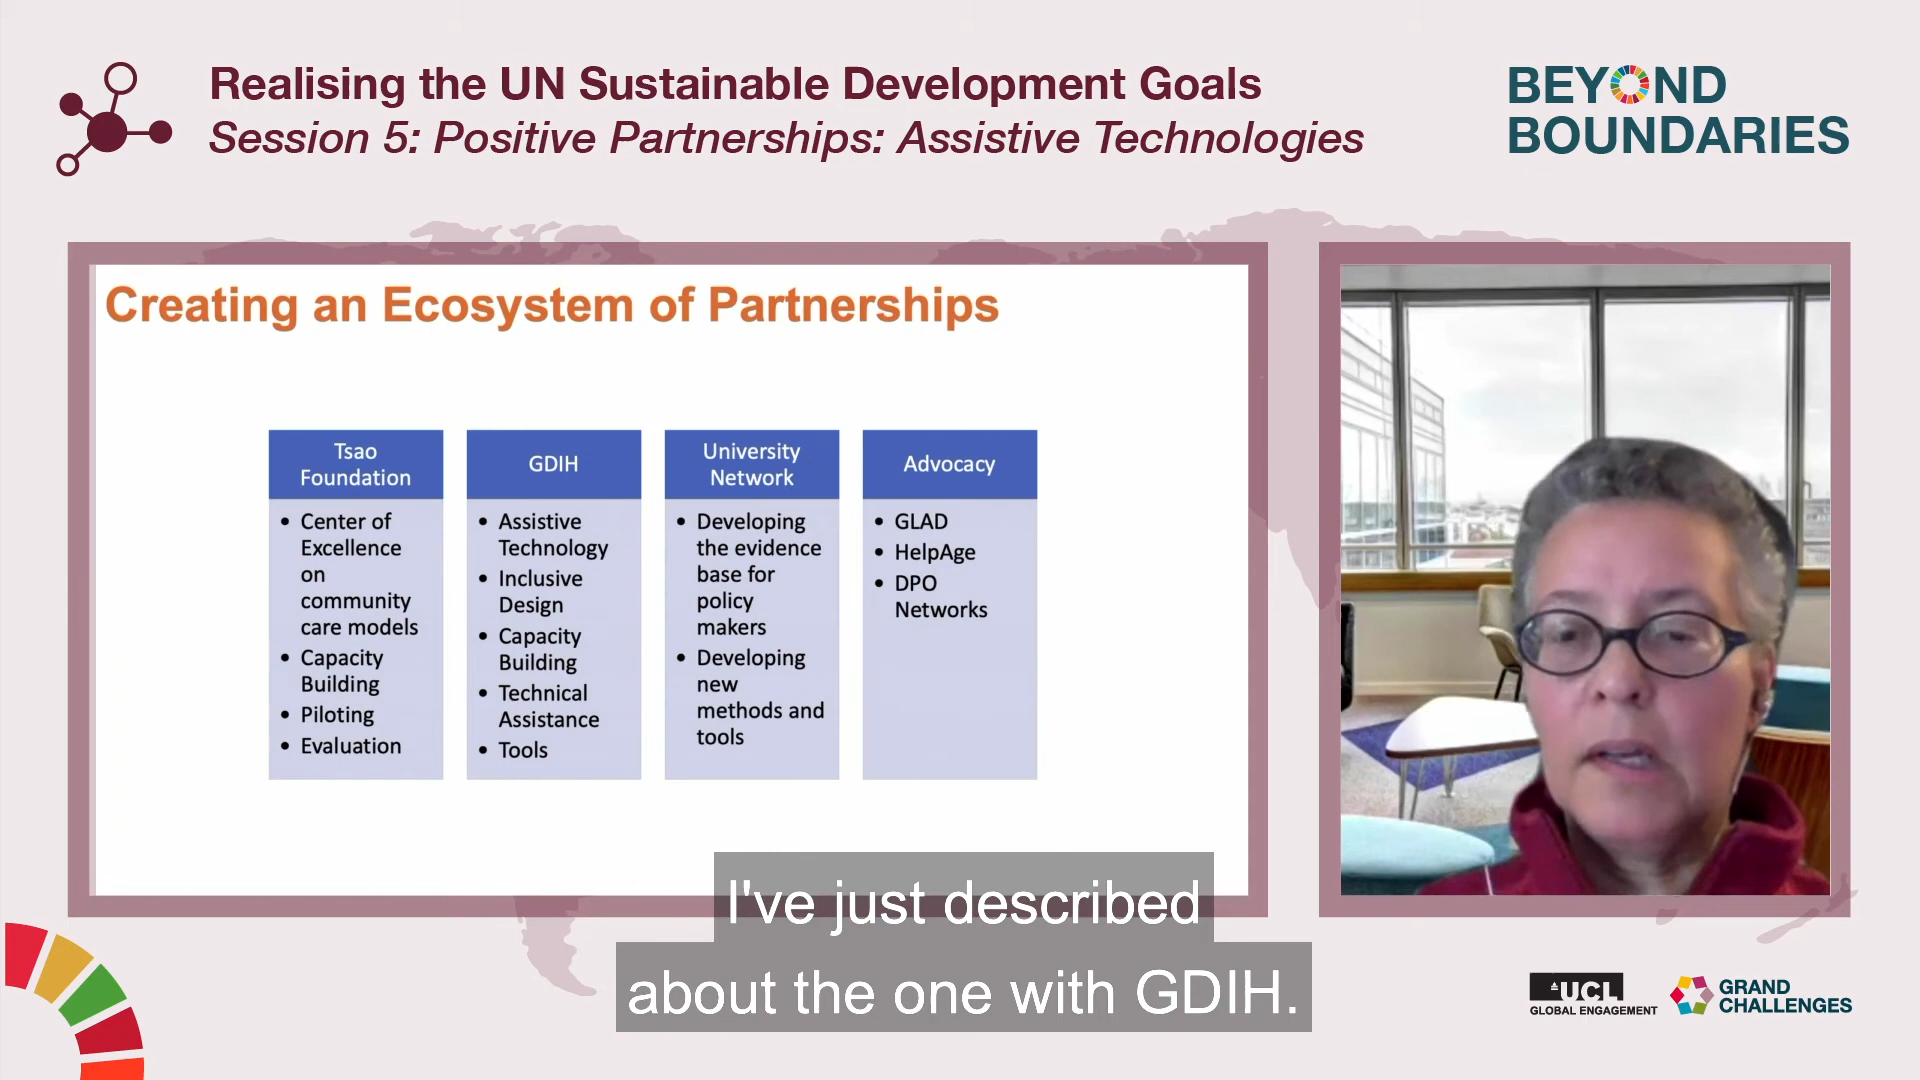 Realising the UN Sustainable Development Goals
Session 5: Positive Partnerships: Assistive Technologies
BEYOND
BOUNDARIES
Creating an Ecosystem of Partnerships
Tsao
Foundation
• Center of
Excellence
on
community
care models
• Capacity
Building
• Piloting
• Evaluation
GDIH
• Assistive
Technology
• Inclusive
Design
• Capacity
Building
• Technical
Assistance
• Tools
University
Network
• Developing
the evidence
base for
policy
makers
• Developing
new
methods and
tools
Advocacy
• GLAD
• HelpAge
• DPO
Networks
I've just described
about the one with GDIH.
UCL
GLOBAL ENGAGEMENT
GRAND
CHALLENGES